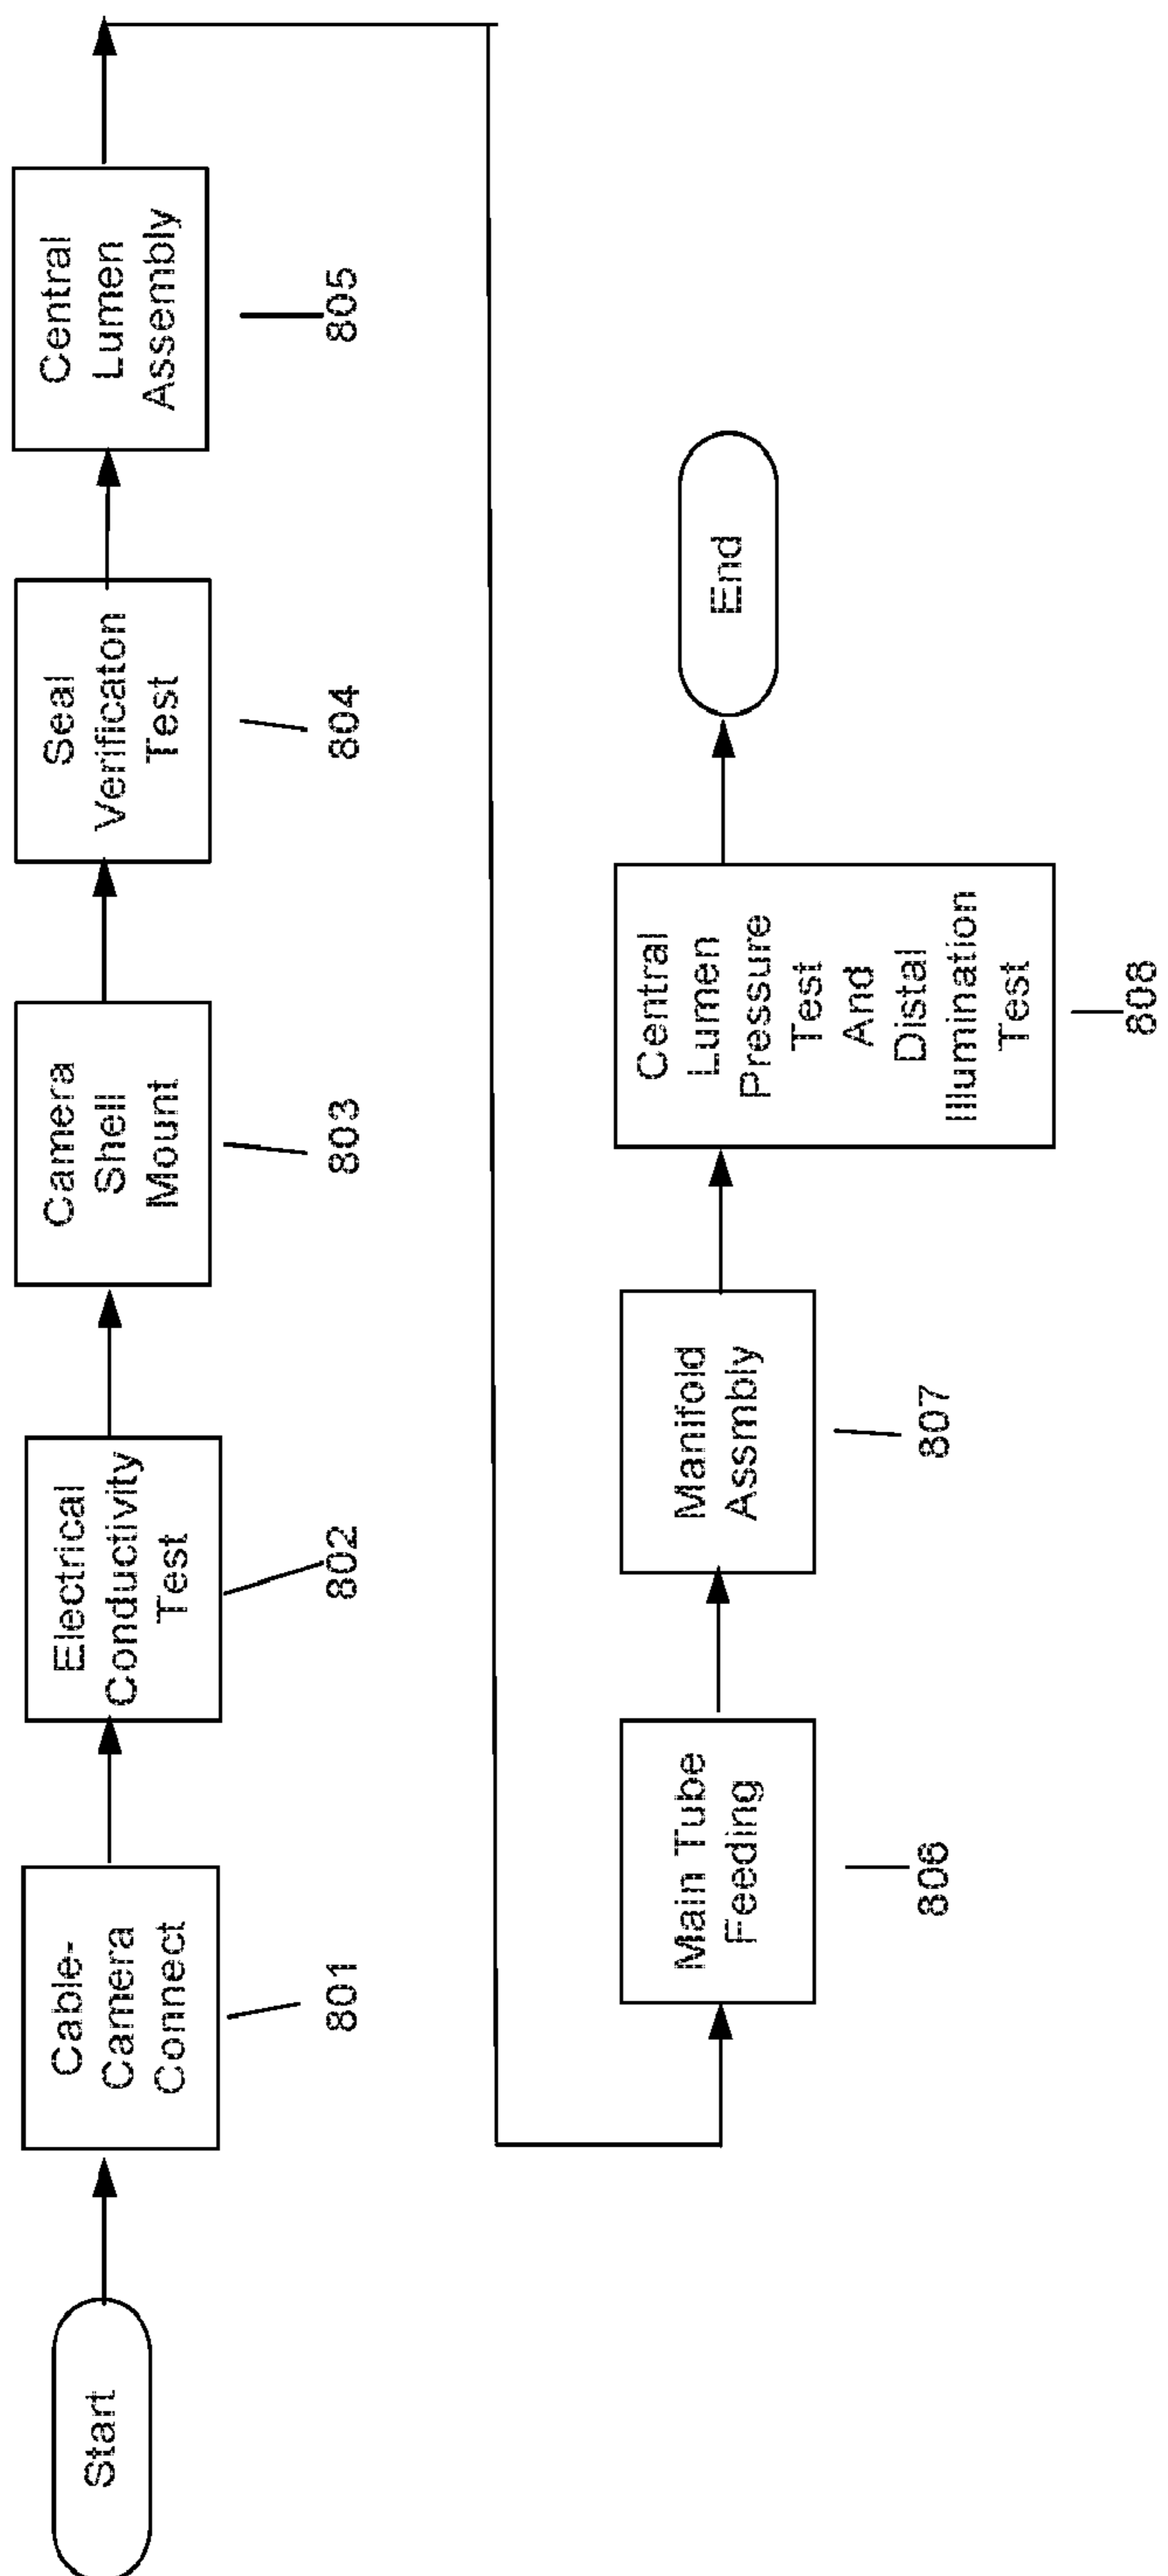 Start
Cable-
Camera
Connect
801
Electrical
Conductivity
Test
802
Camera
Shell
Mount
803
Seal
Verificaton
Test
804
Central
Lumen
Assembly
805
Main Tube
Feeding
806
Manifold
Assmbly
807
Central
Lumen
Pressure
Test
And
Distal
Illumination
Test
808
End